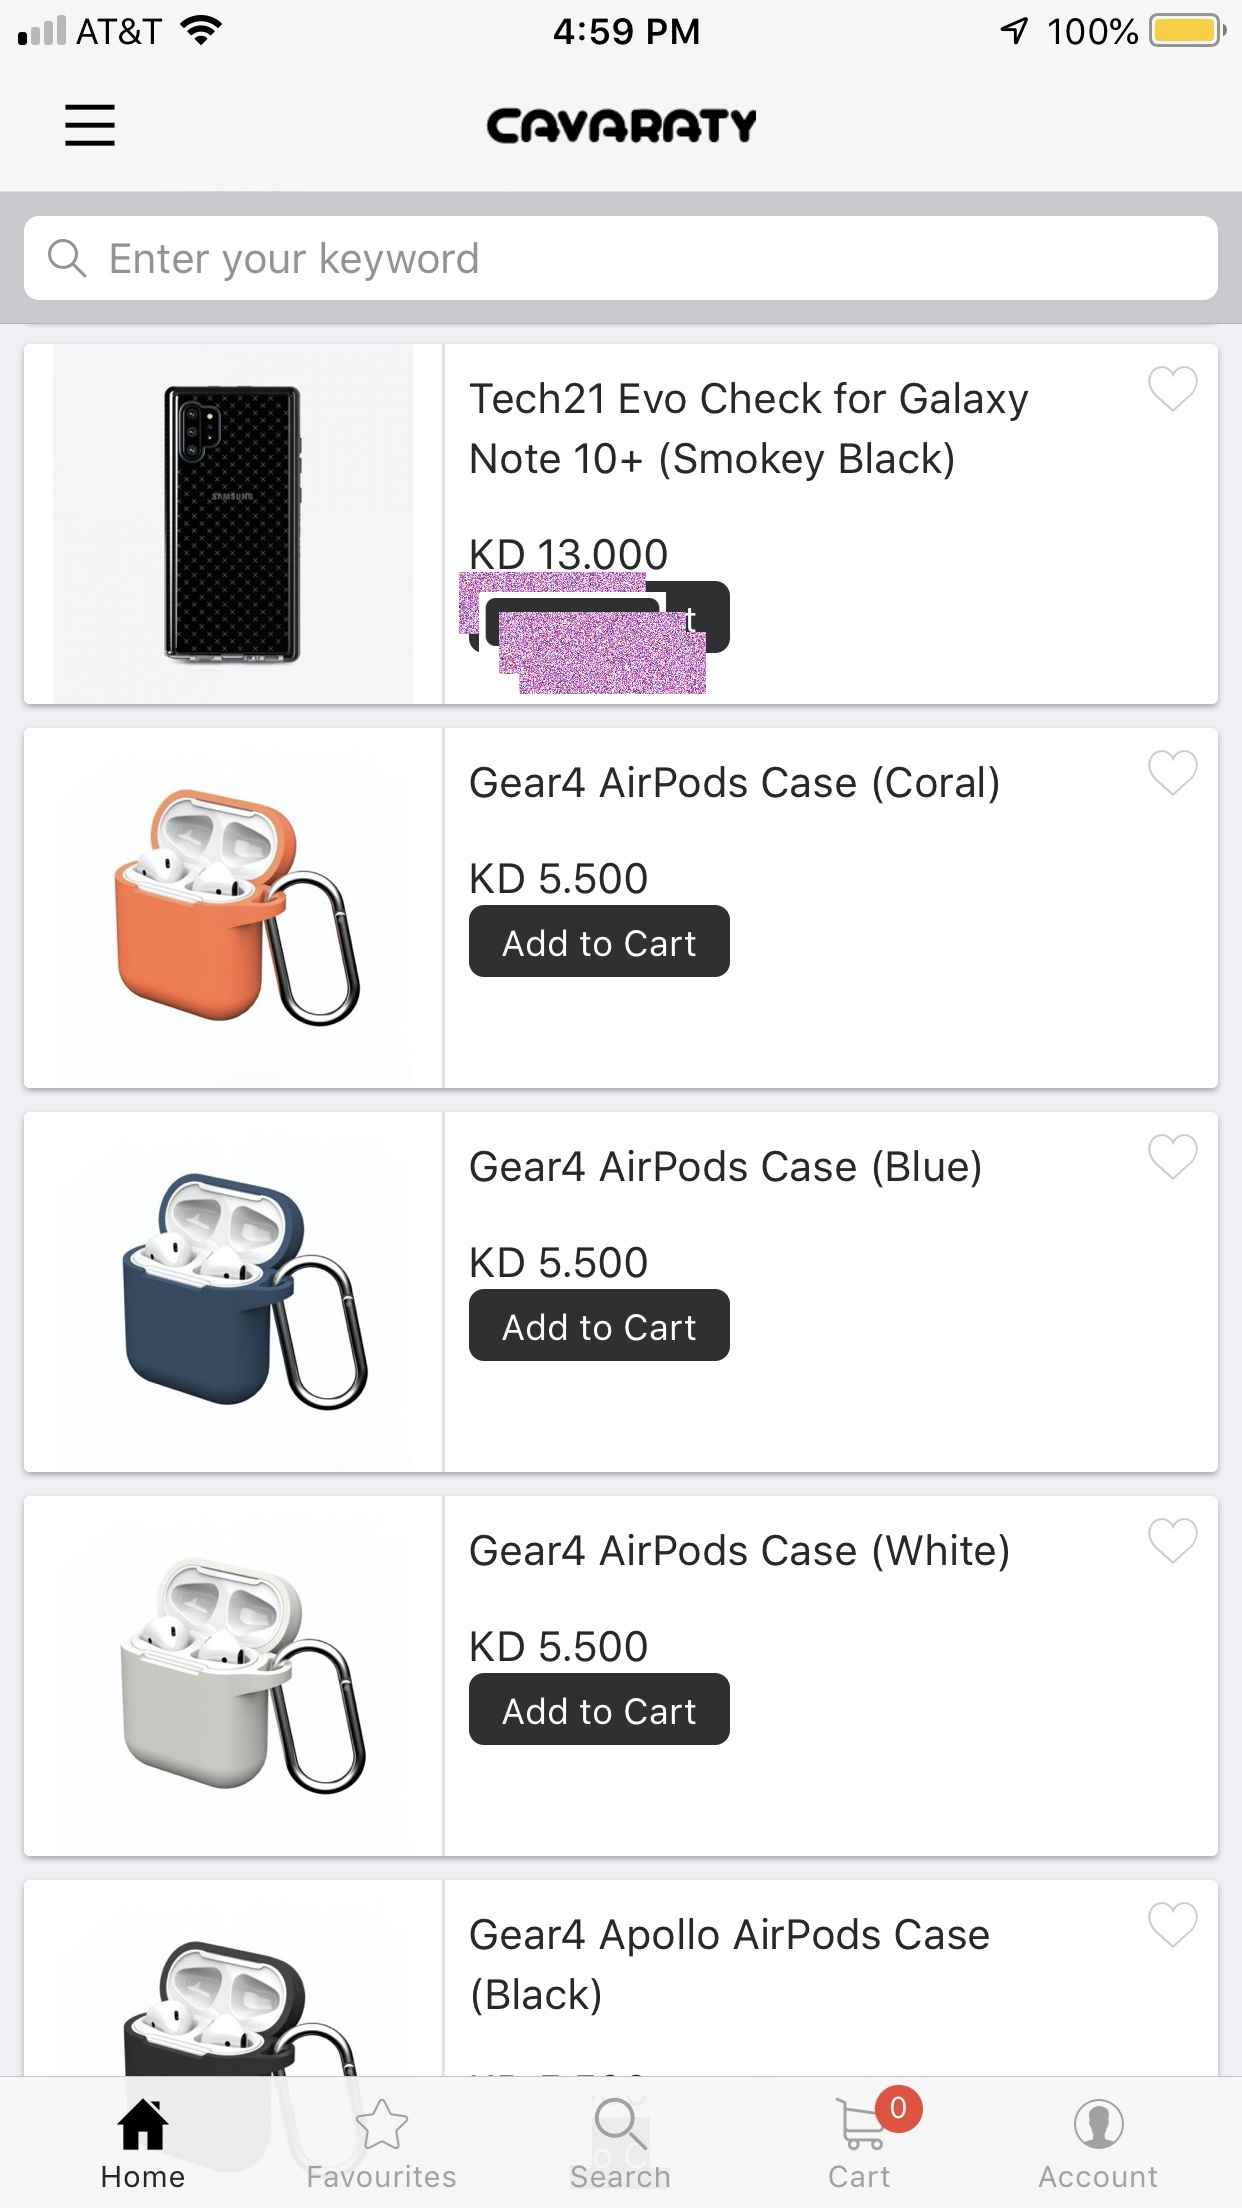 AT&T 4:59 PM 100%
CAVARATY
Enter your keyword
Tech21 Evo Check for Galaxy
Note 10+ (Smokey Black)
SAMSUNG
KD 13.000
Gear4 AirPods Case (Coral)
KD 5.500
Add to Cart
Gear4 AirPods Case (Blue)
KD 5.500
Add to Cart
Gear4 AirPods Case (White)
KD 5.500
Add to Cart
Gear4 Apollo AirPods Case
(Black)
0
Home Favourites Search Cart Account